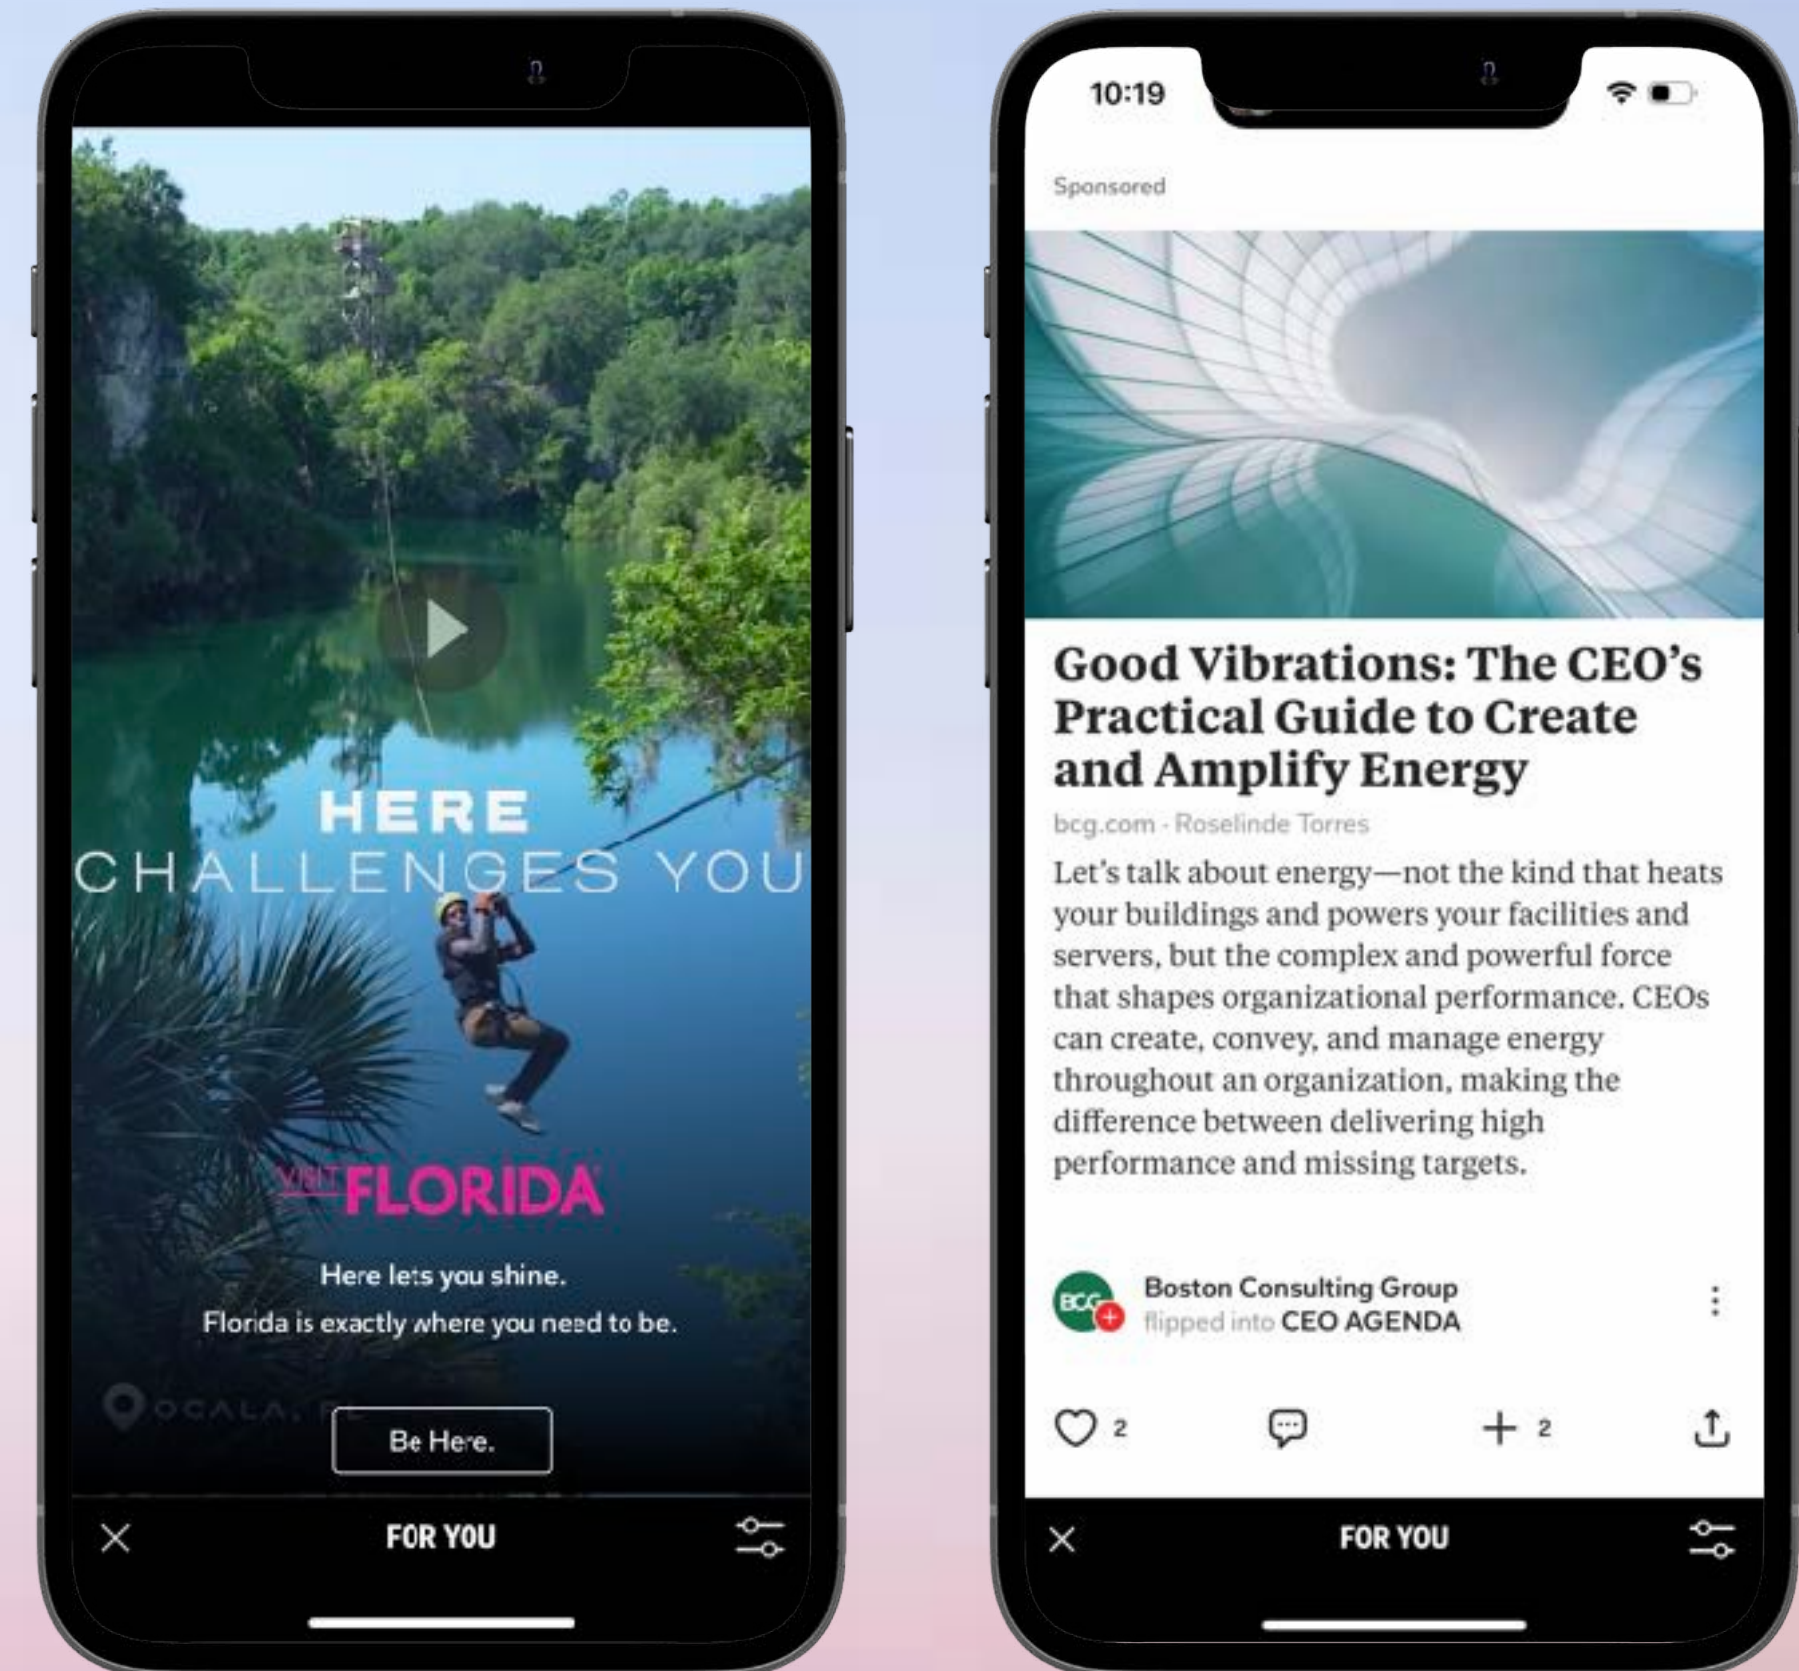 HERE
CHALLENGES YOU
VISIT FLORIDA
Here lets you shine.
Florida is exactly where you need to be.
OCALA, FL
Be Here.
FOR YOU
10:19
Sponsored
Good Vibrations: The CEO's
Practical Guide to Create
and Amplify Energy
bcg.com · Roselinde Torres
Let's talk about energy—not the kind that heats
your buildings and powers your facilities and
servers, but the complex and powerful force
that shapes organizational performance. CEOs
can create, convey, and manage energy
throughout an organization, making the
difference between delivering high
performance and missing targets.
BCG
Boston Consulting Group
flipped into CEO AGENDA
2
2
FOR YOU